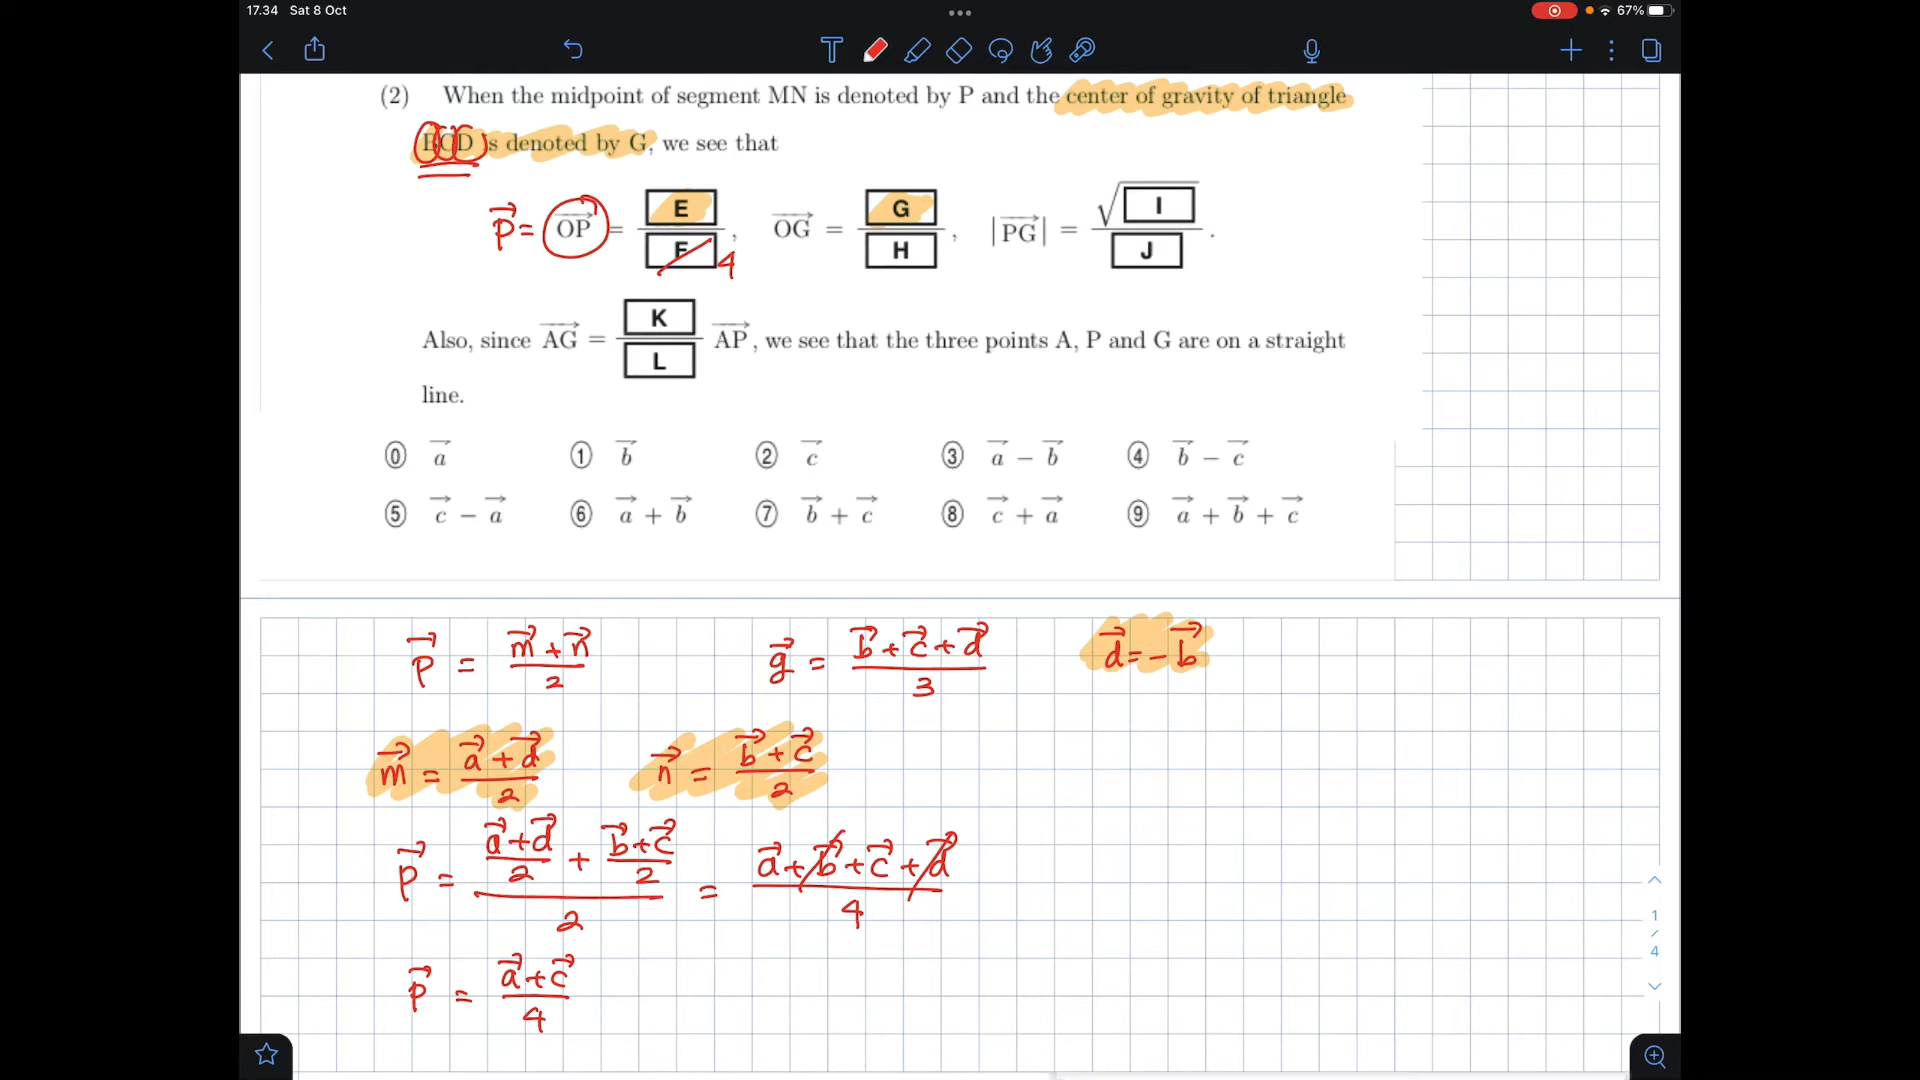 17.34 Sat 8 Oct
67%
(2) When the midpoint of segment MN is denoted by P and the center of gravity of triangle
BCD is denoted by G, we see that
p⃗ = OP⃗ = E / F 4 , OG⃗ = G / H , |PG⃗| = √I / J .
Also, since AG⃗ = K / L AP⃗, we see that the three points A, P and G are on a straight
line.
⓪ a⃗ ① b⃗ ② c⃗ ③ a⃗ − b⃗ ④ b⃗ − c⃗
⑤ c⃗ − a⃗ ⑥ a⃗ + b⃗ ⑦ b⃗ + c⃗ ⑧ c⃗ + a⃗ ⑨ a⃗ + b⃗ + c⃗
p⃗ = (m⃗ + n⃗) / 2 g⃗ = (b⃗ + c⃗ + d⃗) / 3 d⃗ = −b⃗
m⃗ = (a⃗ + d⃗) / 2 n⃗ = (b⃗ + c⃗) / 2
p⃗ = ((a⃗ + d⃗) / 2 + (b⃗ + c⃗) / 2) / 2 = (a⃗ + b⃗ + c⃗ + d⃗) / 4
p⃗ = (a⃗ + c⃗) / 4
1 / 4